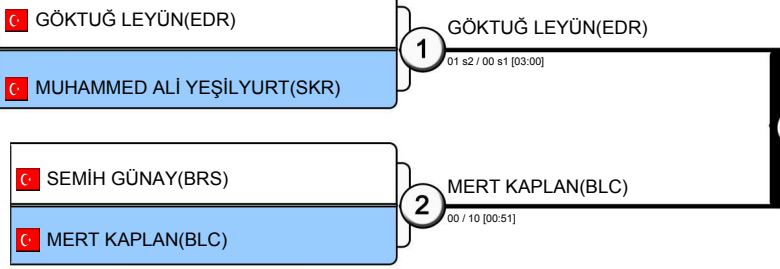 GÖKTUĞ LEYÜN(EDR)
MUHAMMED ALİ YEŞİLYURT(SKR)
1
GÖKTUĞ LEYÜN(EDR)
01 s2 / 00 s1 [03:00]
SEMİH GÜNAY(BRS)
MERT KAPLAN(BLC)
2
MERT KAPLAN(BLC)
00 / 10 [00:51]